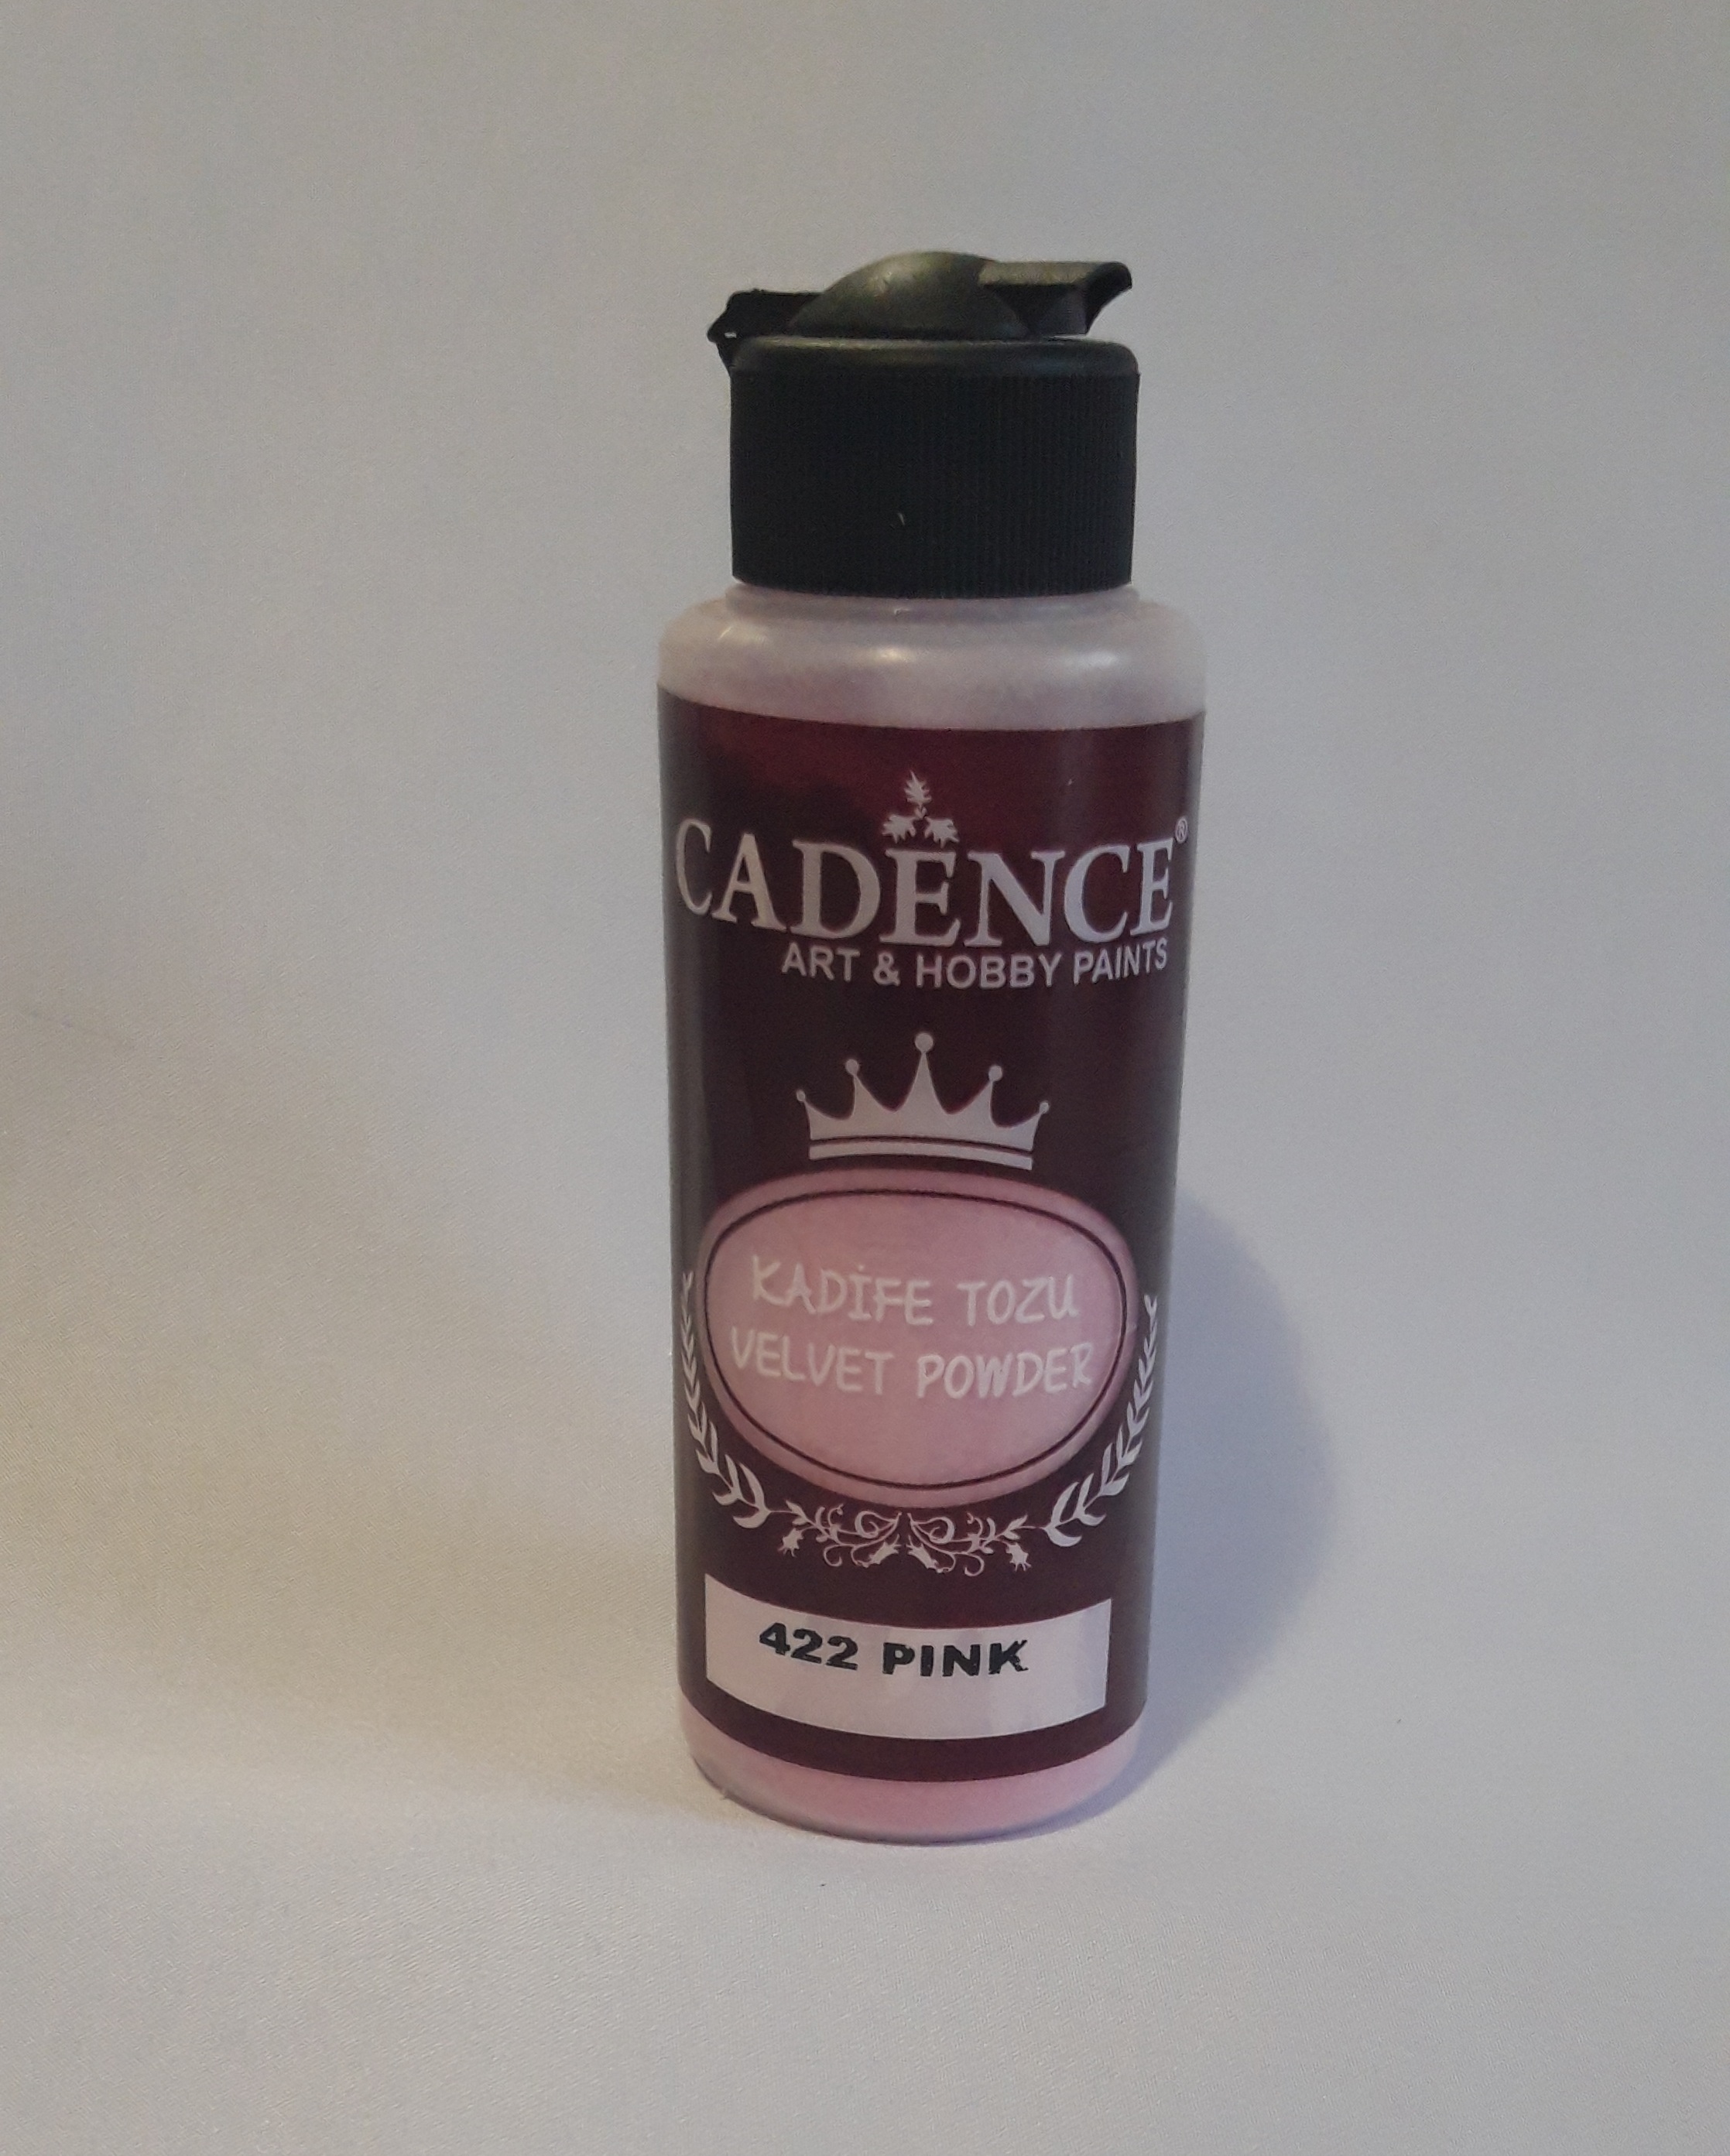 CADENCE®
ART & HOBBY PAINTS
KADİFE TOZU
VELVET POWDER
422 PINK